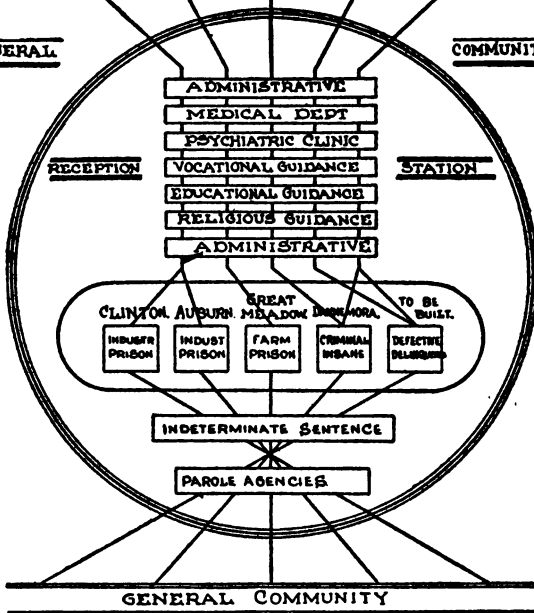 ERAL COMMUNIT
ADMINISTRATIVE
MEDICAL DEPT
PSYCHIATRIC CLINIC
RECEPTION VOCATIONAL GUIDANCE STATION
EDUCATIONAL GUIDANCE
RELIGIOUS GUIDANCE
ADMINISTRATIVE
CLINTON. AUBURN. GREAT MEADOW. DANNEMORA. TO BE BUILT.
INDUSTR PRISON
INDUST PRISON
FARM PRISON
CRIMINAL INSANE
DEFECTIVE
INDETERMINATE SENTENCE
PAROLE AGENCIES
GENERAL COMMUNITY